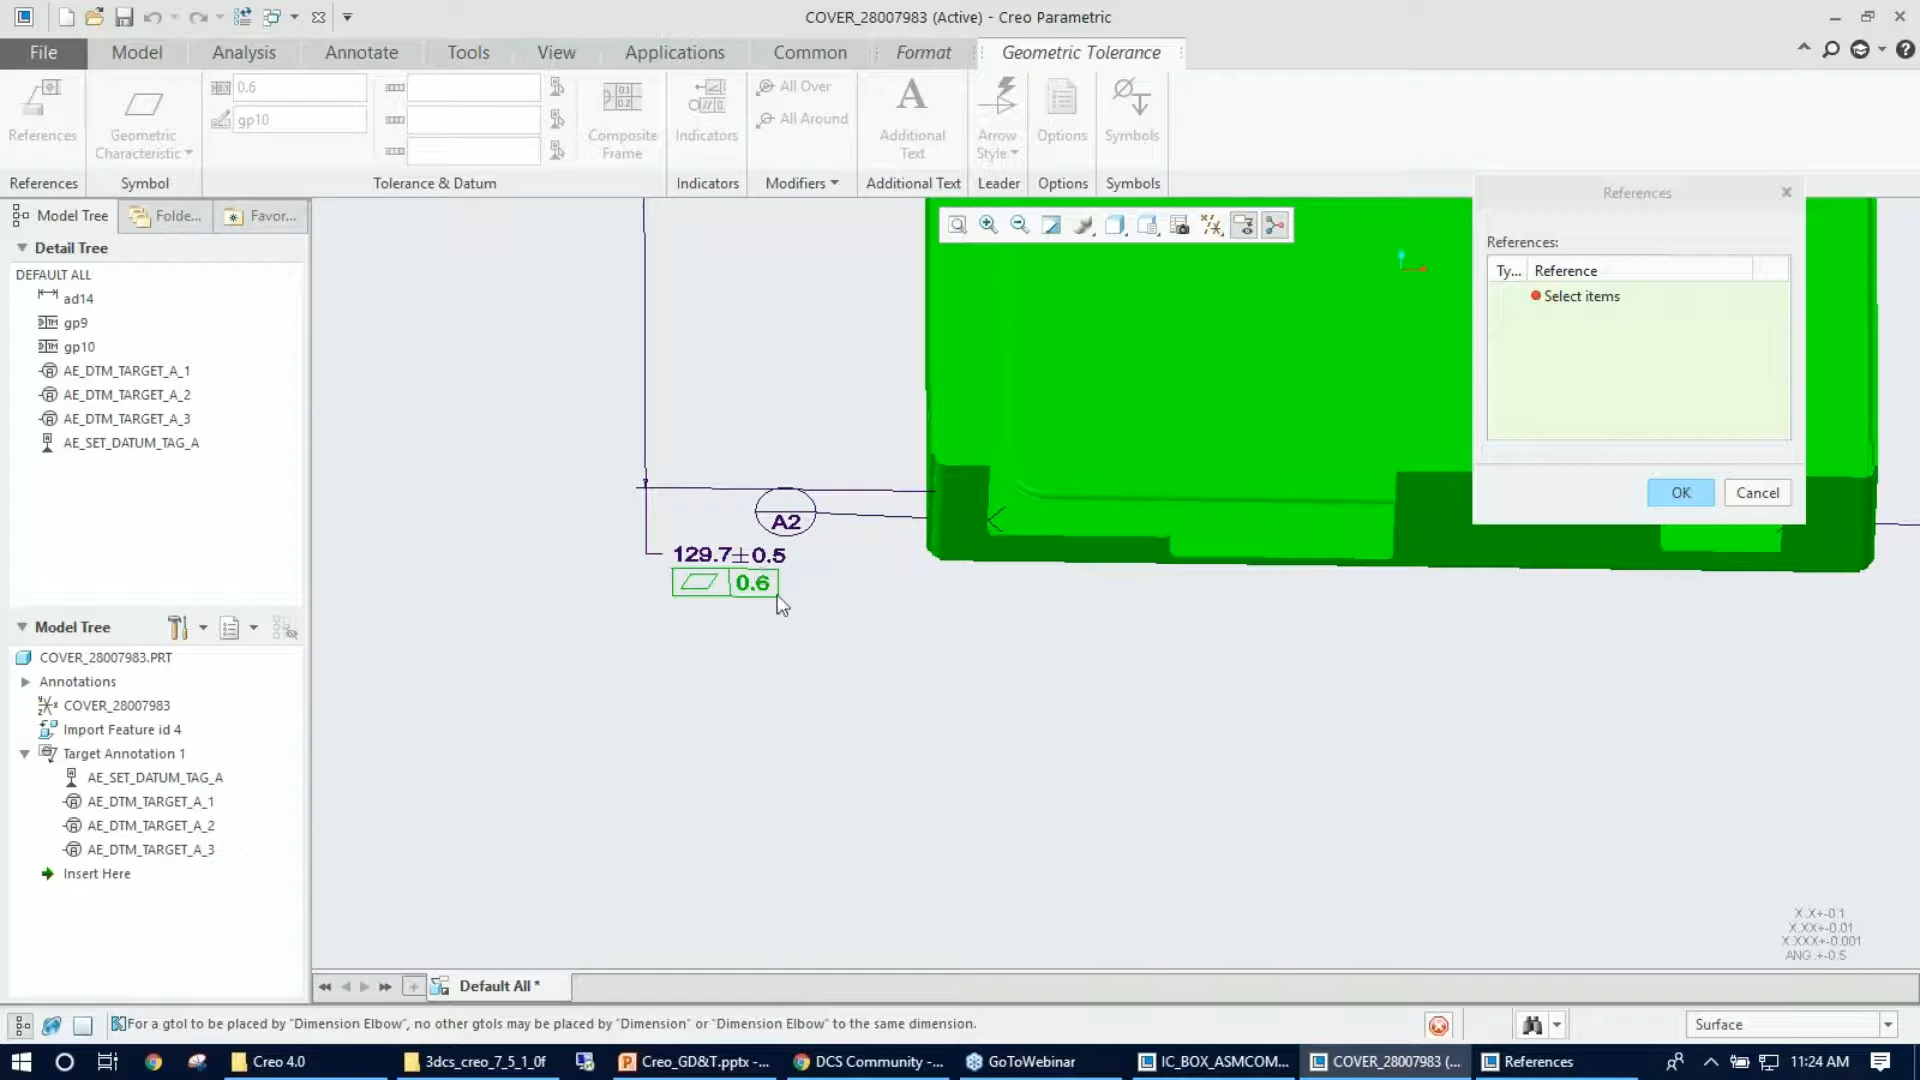 COVER_28007983 (Active) - Creo Parametric
File Model Analysis Annotate Tools View Applications Common Format Geometric Tolerance
0.6
gp10
References
Geometric
Characteristic
Composite
Frame
Indicators
All Over
All Around
Additional
Text
Arrow
Style
Options
Symbols
References Symbol Tolerance & Datum Indicators Modifiers Additional Text Leader Options Symbols
Model Tree Folde... Favor...
Detail Tree
DEFAULT ALL
ad14
gp9
gp10
AE_DTM_TARGET_A_1
AE_DTM_TARGET_A_2
AE_DTM_TARGET_A_3
AE_SET_DATUM_TAG_A
Model Tree
COVER_28007983.PRT
Annotations
COVER_28007983
Import Feature id 4
Target Annotation 1
AE_SET_DATUM_TAG_A
AE_DTM_TARGET_A_1
AE_DTM_TARGET_A_2
AE_DTM_TARGET_A_3
Insert Here
A2
129.7±0.5
0.6
References
References:
Ty... Reference
Select items
OK Cancel
X.X+-0.1
X.XX+-0.01
X.XXX+-0.001
ANG.+-0.5
Default All *
For a gtol to be placed by "Dimension Elbow", no other gtols may be placed by "Dimension" or "Dimension Elbow" to the same dimension.
Surface
Creo 4.0 3dcs_creo_7_5_1_0f Creo_GD&T.pptx -... DCS Community -... GoToWebinar IC_BOX_ASMCOM... COVER_28007983 (... References 11:24 AM